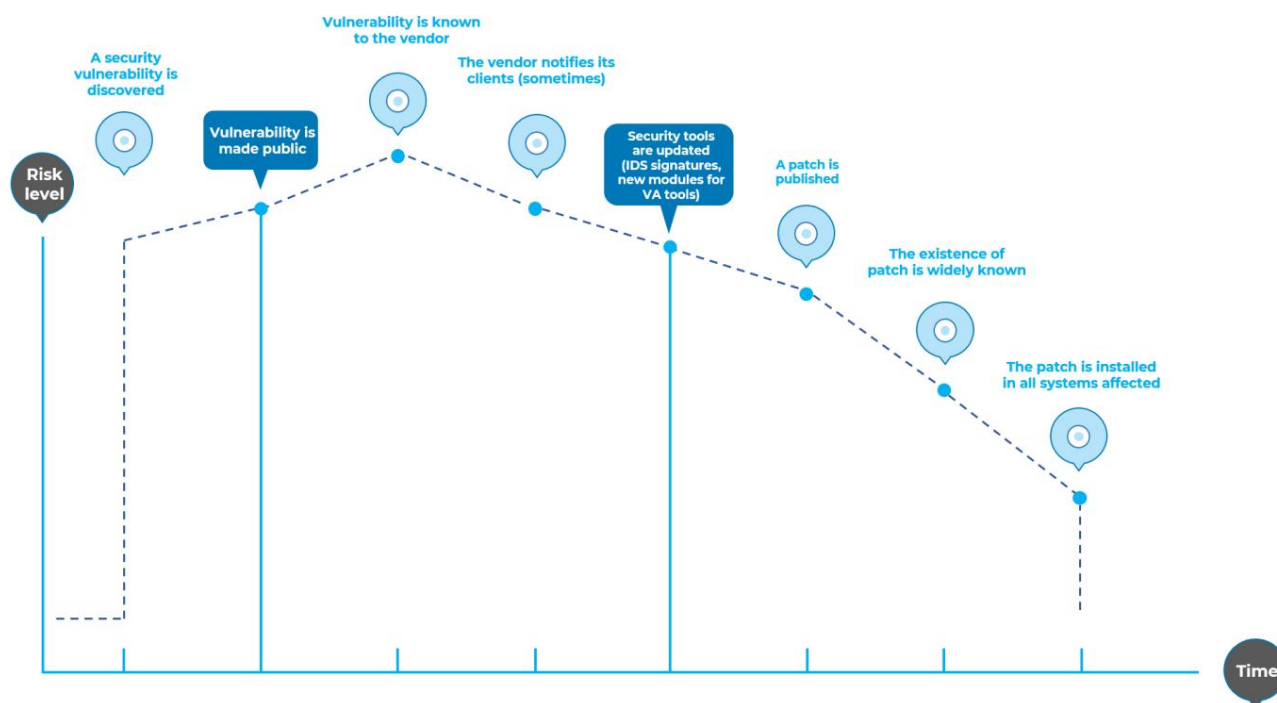 Vulnerability is known
to the vendor
A security
vulnerability is
discovered
The vendor notifies its
clients (sometimes)
Vulnerability is
made public
Security tools
are updated
(IDS signatures,
new modules for
VA tools)
A patch is
published
Risk
level
The existence of
patch is widely known
The patch is installed
in all systems affected
Time